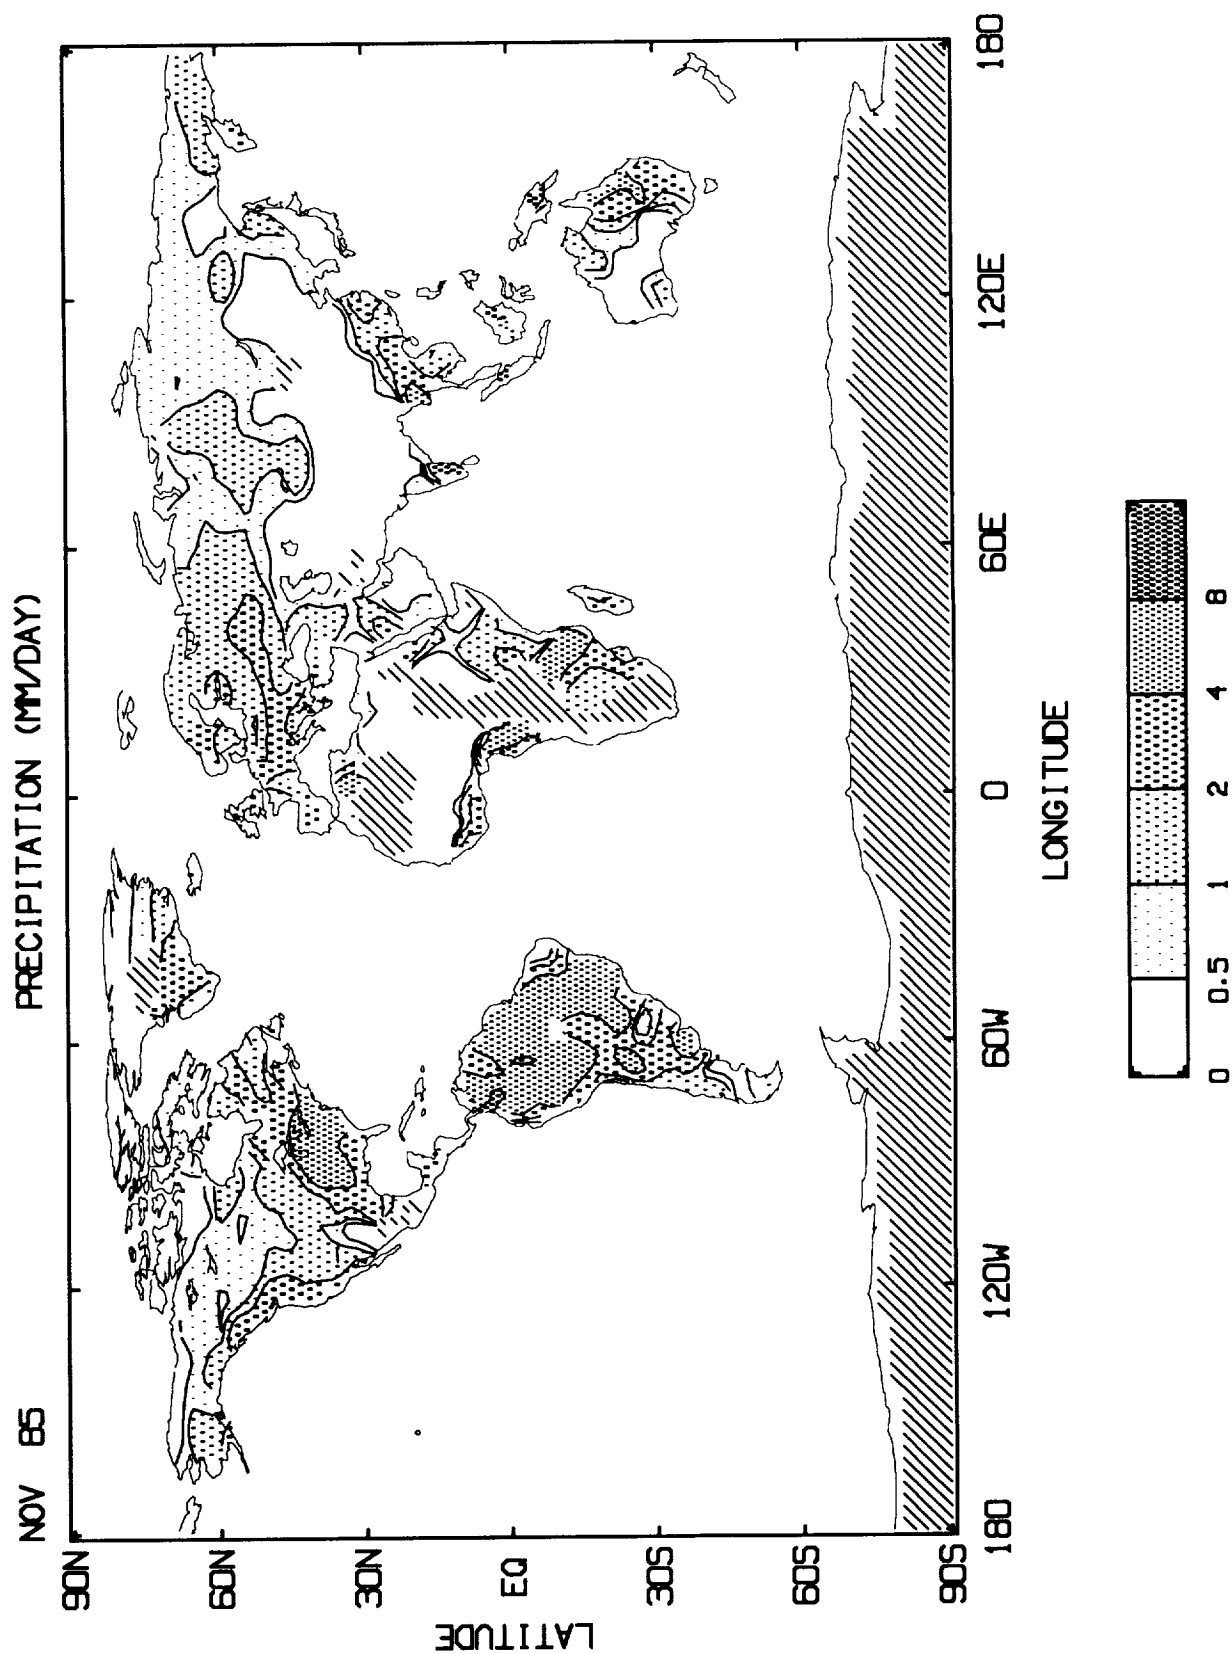 NOV 85 PRECIPITATION (MM/DAY)
90N
60N
30N
EQ
30S
60S
90S
LATITUDE
180 120W 60W 0 60E 120E 180
LONGITUDE
0 0.5 1 2 4 8